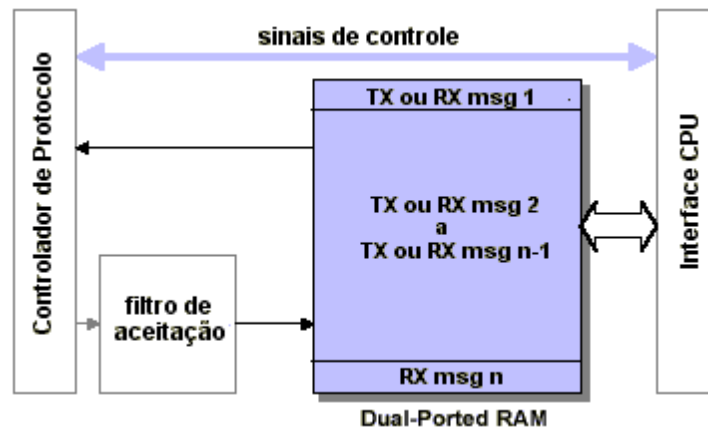 sinais de controle
Controlador de Protocolo
TX ou RX msg 1
TX ou RX msg 2
a
TX ou RX msg n-1
filtro de
aceitação
RX msg n
Dual-Ported RAM
Interface CPU